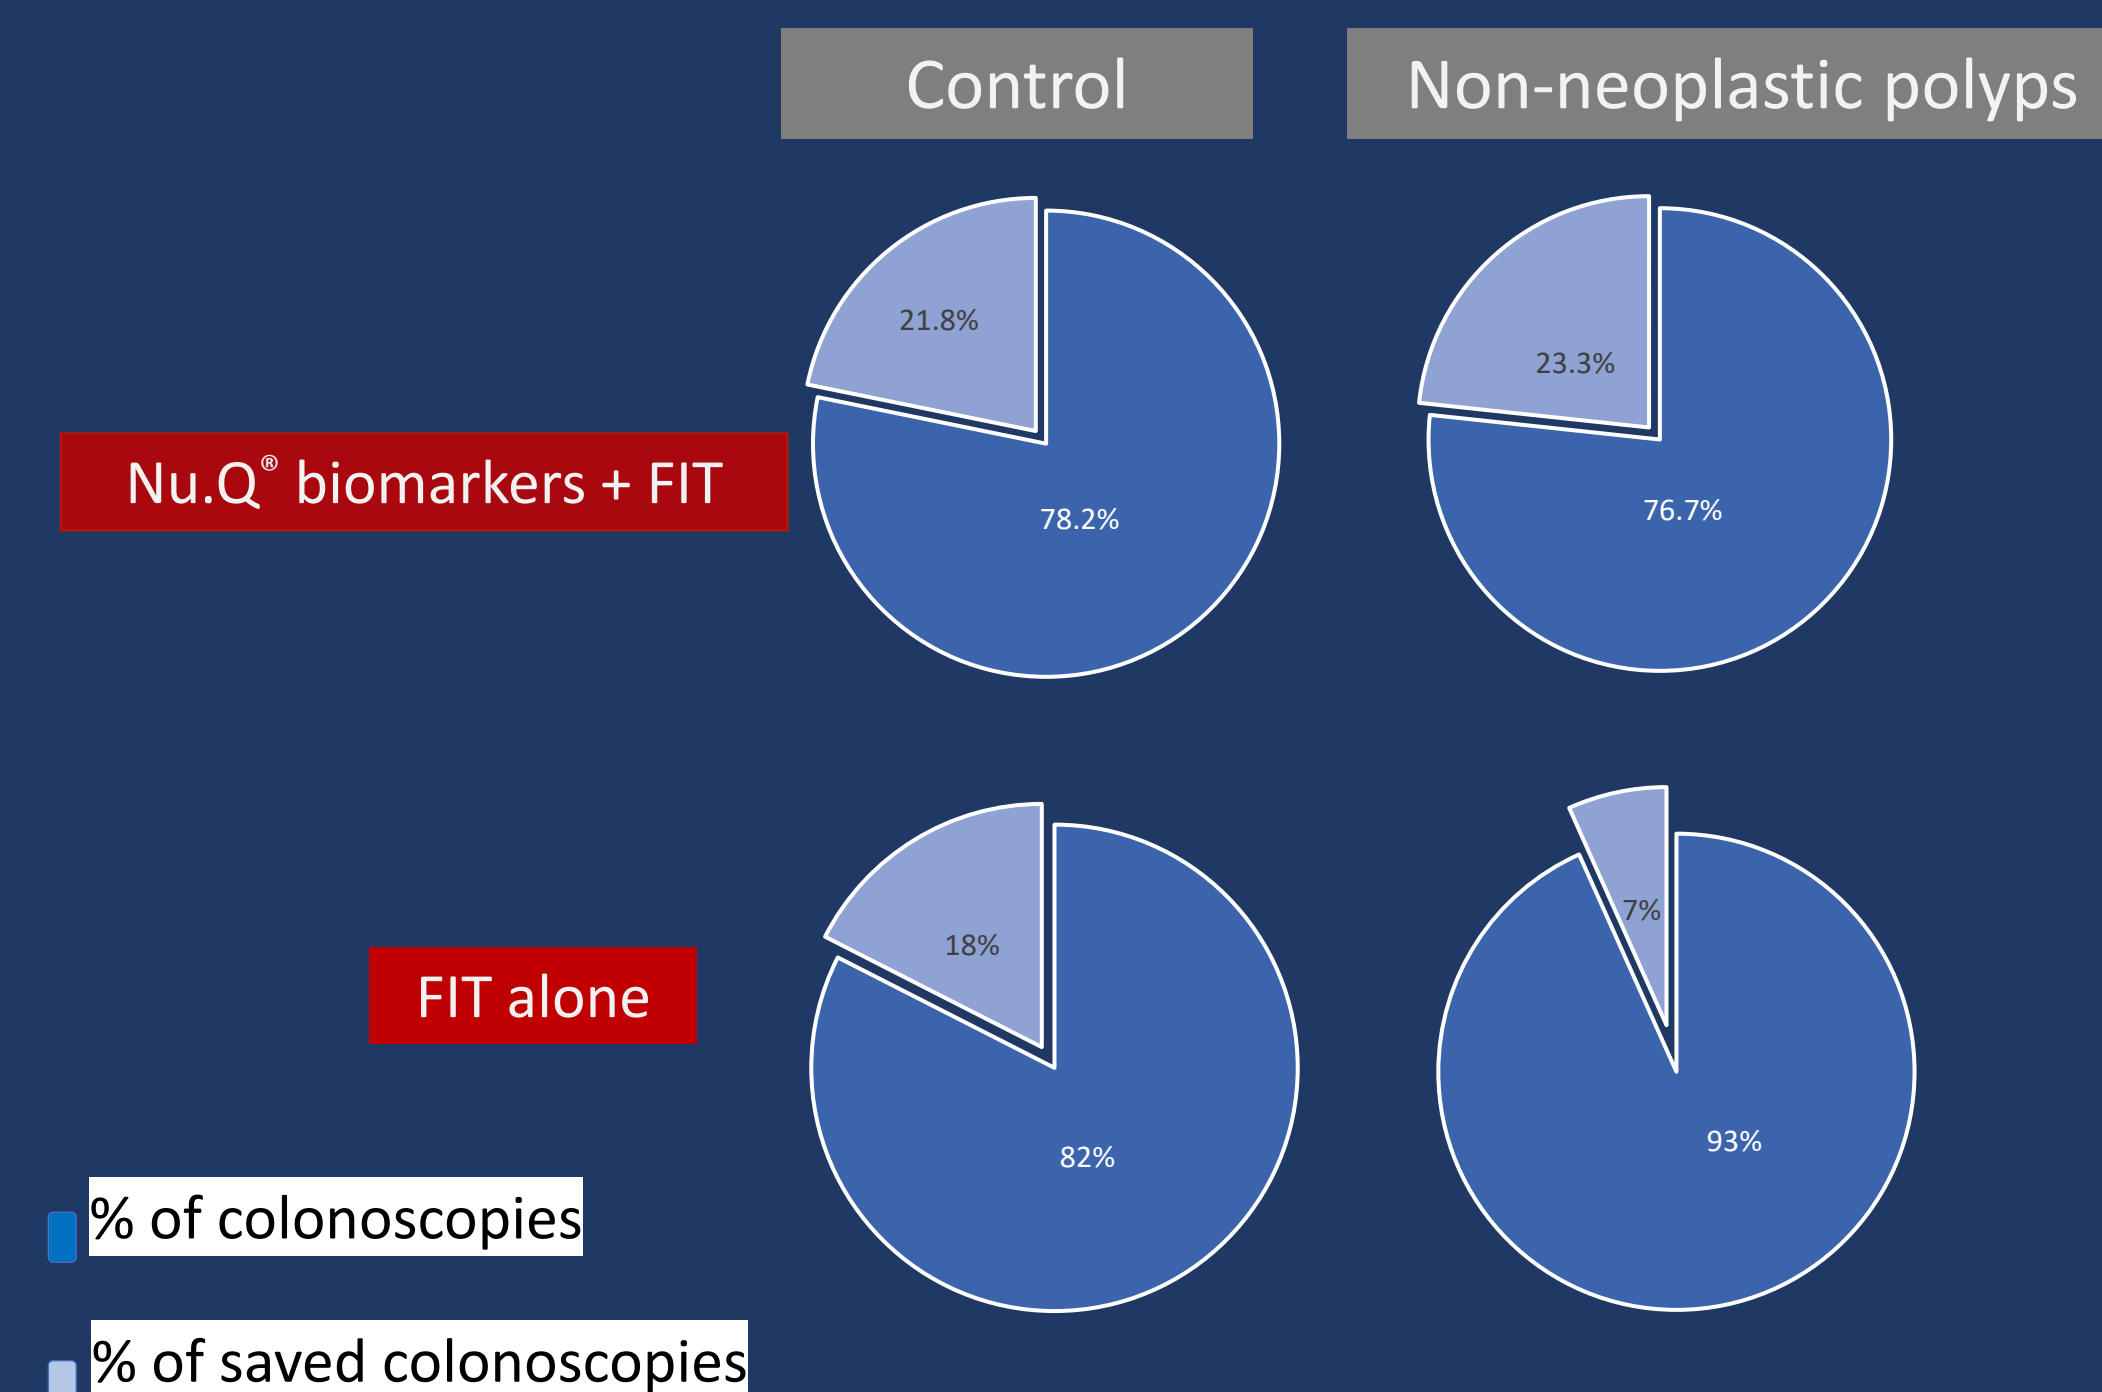 Control
Non-neoplastic polyps
21.8%
78.2%
23.3%
76.7%
Nu.Q® biomarkers + FIT
18%
82%
7%
93%
FIT alone
% of colonoscopies
% of saved colonoscopies